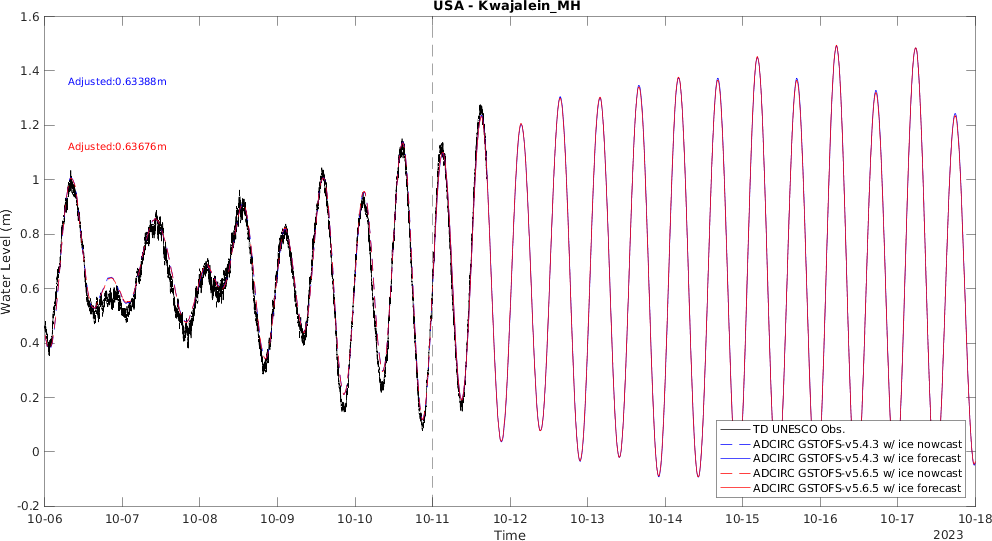 USA - Kwajalein_MH
1.6
1.4
1.2
1
0.8
0.6
0.4
0.2
0
-0.2
Water Level (m)
Adjusted:0.63388m
Adjusted:0.63676m
TD UNESCO Obs.
ADCIRC GSTOFS-v5.4.3 w/ ice nowcast
ADCIRC GSTOFS-v5.4.3 w/ ice forecast
ADCIRC GSTOFS-v5.6.5 w/ ice nowcast
ADCIRC GSTOFS-v5.6.5 w/ ice forecast
10-06 10-07 10-08 10-09 10-10 10-11 10-12 10-13 10-14 10-15 10-16 10-17 10-18
Time
2023